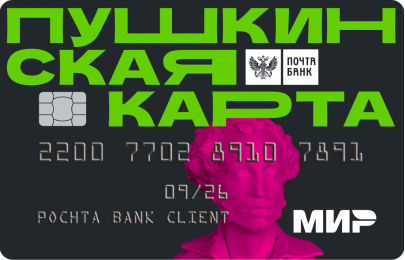 ПУШКИН
СКАЯ
ПОЧТА
БАНК
КАРТА
2200 7702 8910 7891
09/26
POCHTA BANK CLIENT
МИР